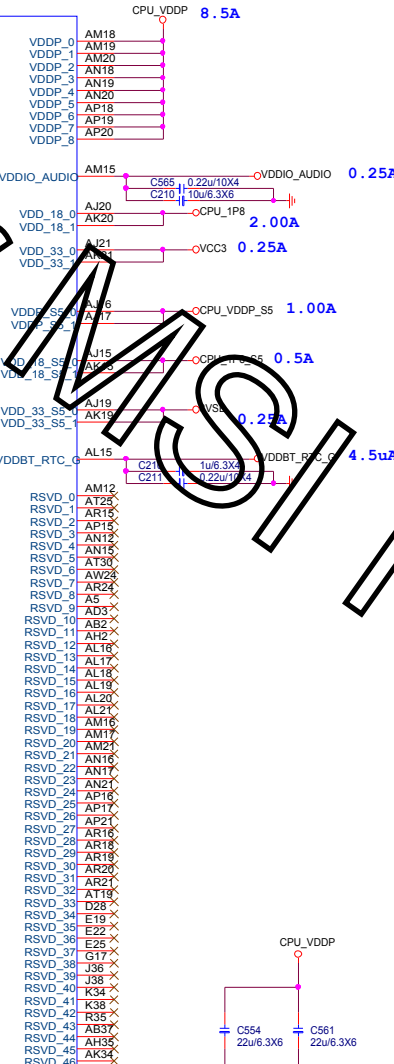 CPU_VDDP 8.5A
VDDP_0 AM18
VDDP_1 AM19
VDDP_2 AM20
VDDP_3 AN18
VDDP_4 AN19
VDDP_5 AN20
VDDP_6 AP18
VDDP_7 AP19
VDDP_8 AP20
VDDIO_AUDIO AM15 VDDIO_AUDIO 0.25A
C565 0.22u/10X4
C210 10u/6.3X6
VDD_18_0 AJ20 CPU_1P8
VDD_18_1 AK20 2.00A
VDD_33_0 AJ21 VCC3 0.25A
VDD_33_1
CPU_VDDP_S5 1.00A
AJ15 0.5A
VDD_33_S5_0 AJ19
VDD_33_S5_1 AK19 0.25A
VDDBT_RTC_G AL15 VDDBT_RTC_G 4.5uA
1u/6.3X4
C211 0.22u/10X4
RSVD_0 AM12
RSVD_1 AT25
RSVD_2 AR15
RSVD_3 AP15
RSVD_4 AN12
RSVD_5 AN15
RSVD_6 AT30
RSVD_7 AW24
RSVD_8 AR24
RSVD_9 A5
RSVD_10 AD3
RSVD_11 AB2
RSVD_12 AH2
RSVD_13 AL16
RSVD_14 AL17
RSVD_15 AL18
RSVD_16 AL19
RSVD_17 AL20
RSVD_18 AL21
RSVD_19 AM16
RSVD_20 AM17
RSVD_21 AM21
RSVD_22 AN16
RSVD_23 AN17
RSVD_24 AN21
RSVD_25 AP16
RSVD_26 AP17
RSVD_27 AP21
RSVD_28 AR16
RSVD_29 AR18
RSVD_30 AR19
RSVD_31 AR20
RSVD_32 AR21
RSVD_33 AT19
RSVD_34 D28
RSVD_35 E19
RSVD_36 E22
RSVD_37 E25
RSVD_38 G17
RSVD_39 J36
RSVD_40 J38
RSVD_41 K34
RSVD_42 K38
RSVD_43 R35
RSVD_44 AB37
RSVD_45 AH35
RSVD_46 AK34
CPU_VDDP
C554 C561
22u/6.3X6 22u/6.3X6
MSI